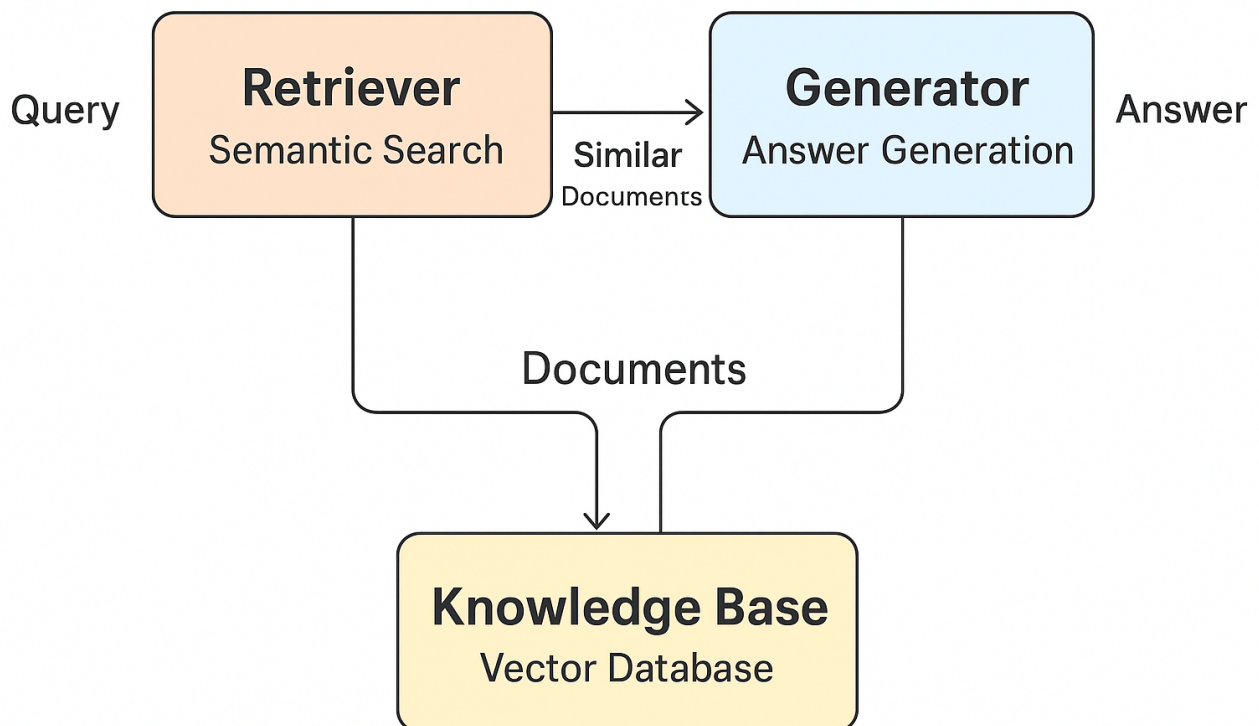 Query
Retriever
Semantic Search
Similar
Documents
Generator
Answer Generation
Answer
Documents
Knowledge Base
Vector Database